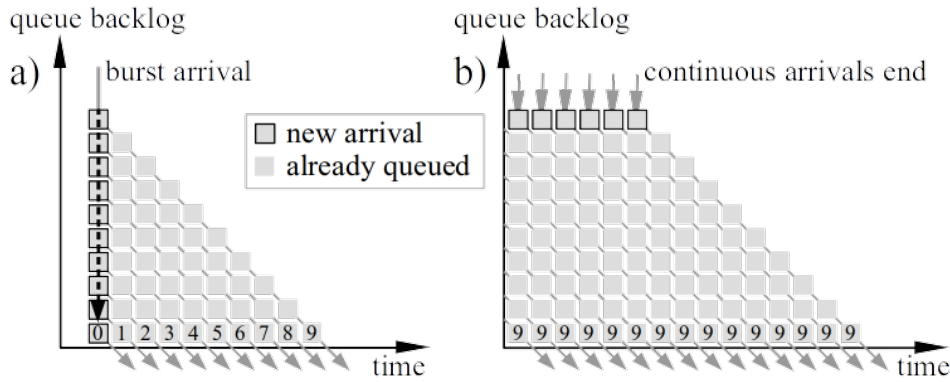 queue backlog
a)
burst arrival
new arrival
already queued
0 1 2 3 4 5 6 7 8 9
time
queue backlog
b)
continuous arrivals end
9 9 9 9 9 9 9 9 9 9 9 9 9 9 9
time